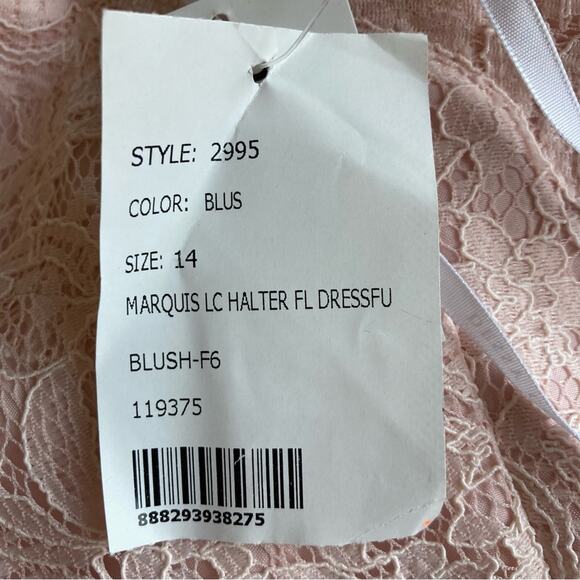 STYLE: 2995
COLOR: BLUS
SIZE: 14
MARQUIS LC HALTER FL DRESSFU
BLUSH-F6
119375
888293938275